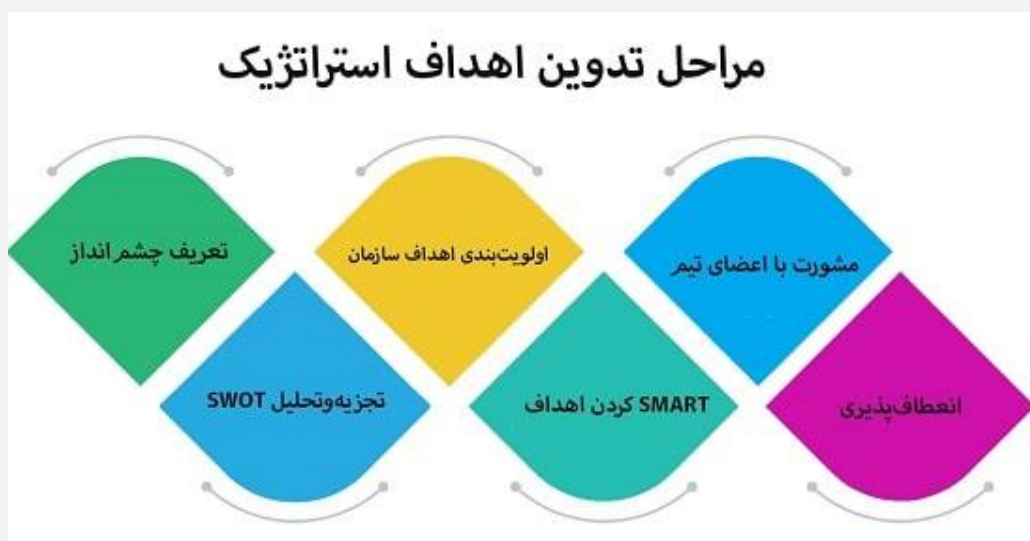 مراحل تدوین اهداف استراتژیک
تعریف چشم‌انداز
تجزیه‌وتحلیل SWOT
اولویت‌بندی اهداف سازمان
SMART کردن اهداف
مشورت با اعضای تیم
انعطاف‌پذیری